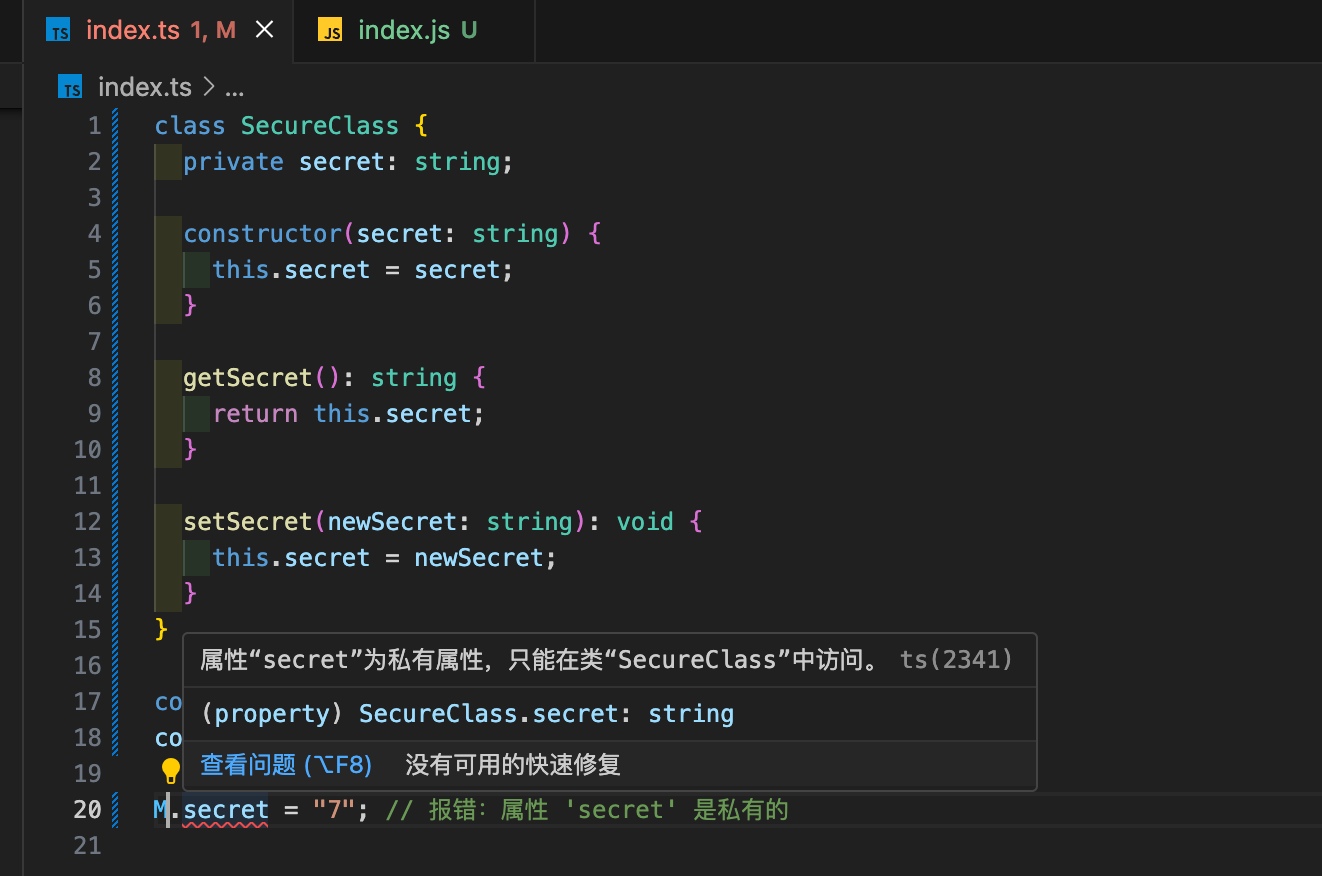 TS index.ts 1, M × JS index.js U
TS index.ts > ...
1 class SecureClass {
2 private secret: string;
3
4 constructor(secret: string) {
5 this.secret = secret;
6 }
7
8 getSecret(): string {
9 return this.secret;
10 }
11
12 setSecret(newSecret: string): void {
13 this.secret = newSecret;
14 }
15 }
16
属性“secret”为私有属性，只能在类“SecureClass”中访问。 ts(2341)
17 co
(property) SecureClass.secret: string
18 co
查看问题 (⌥F8) 没有可用的快速修复
19
20 M.secret = "7"; // 报错：属性 'secret' 是私有的
21